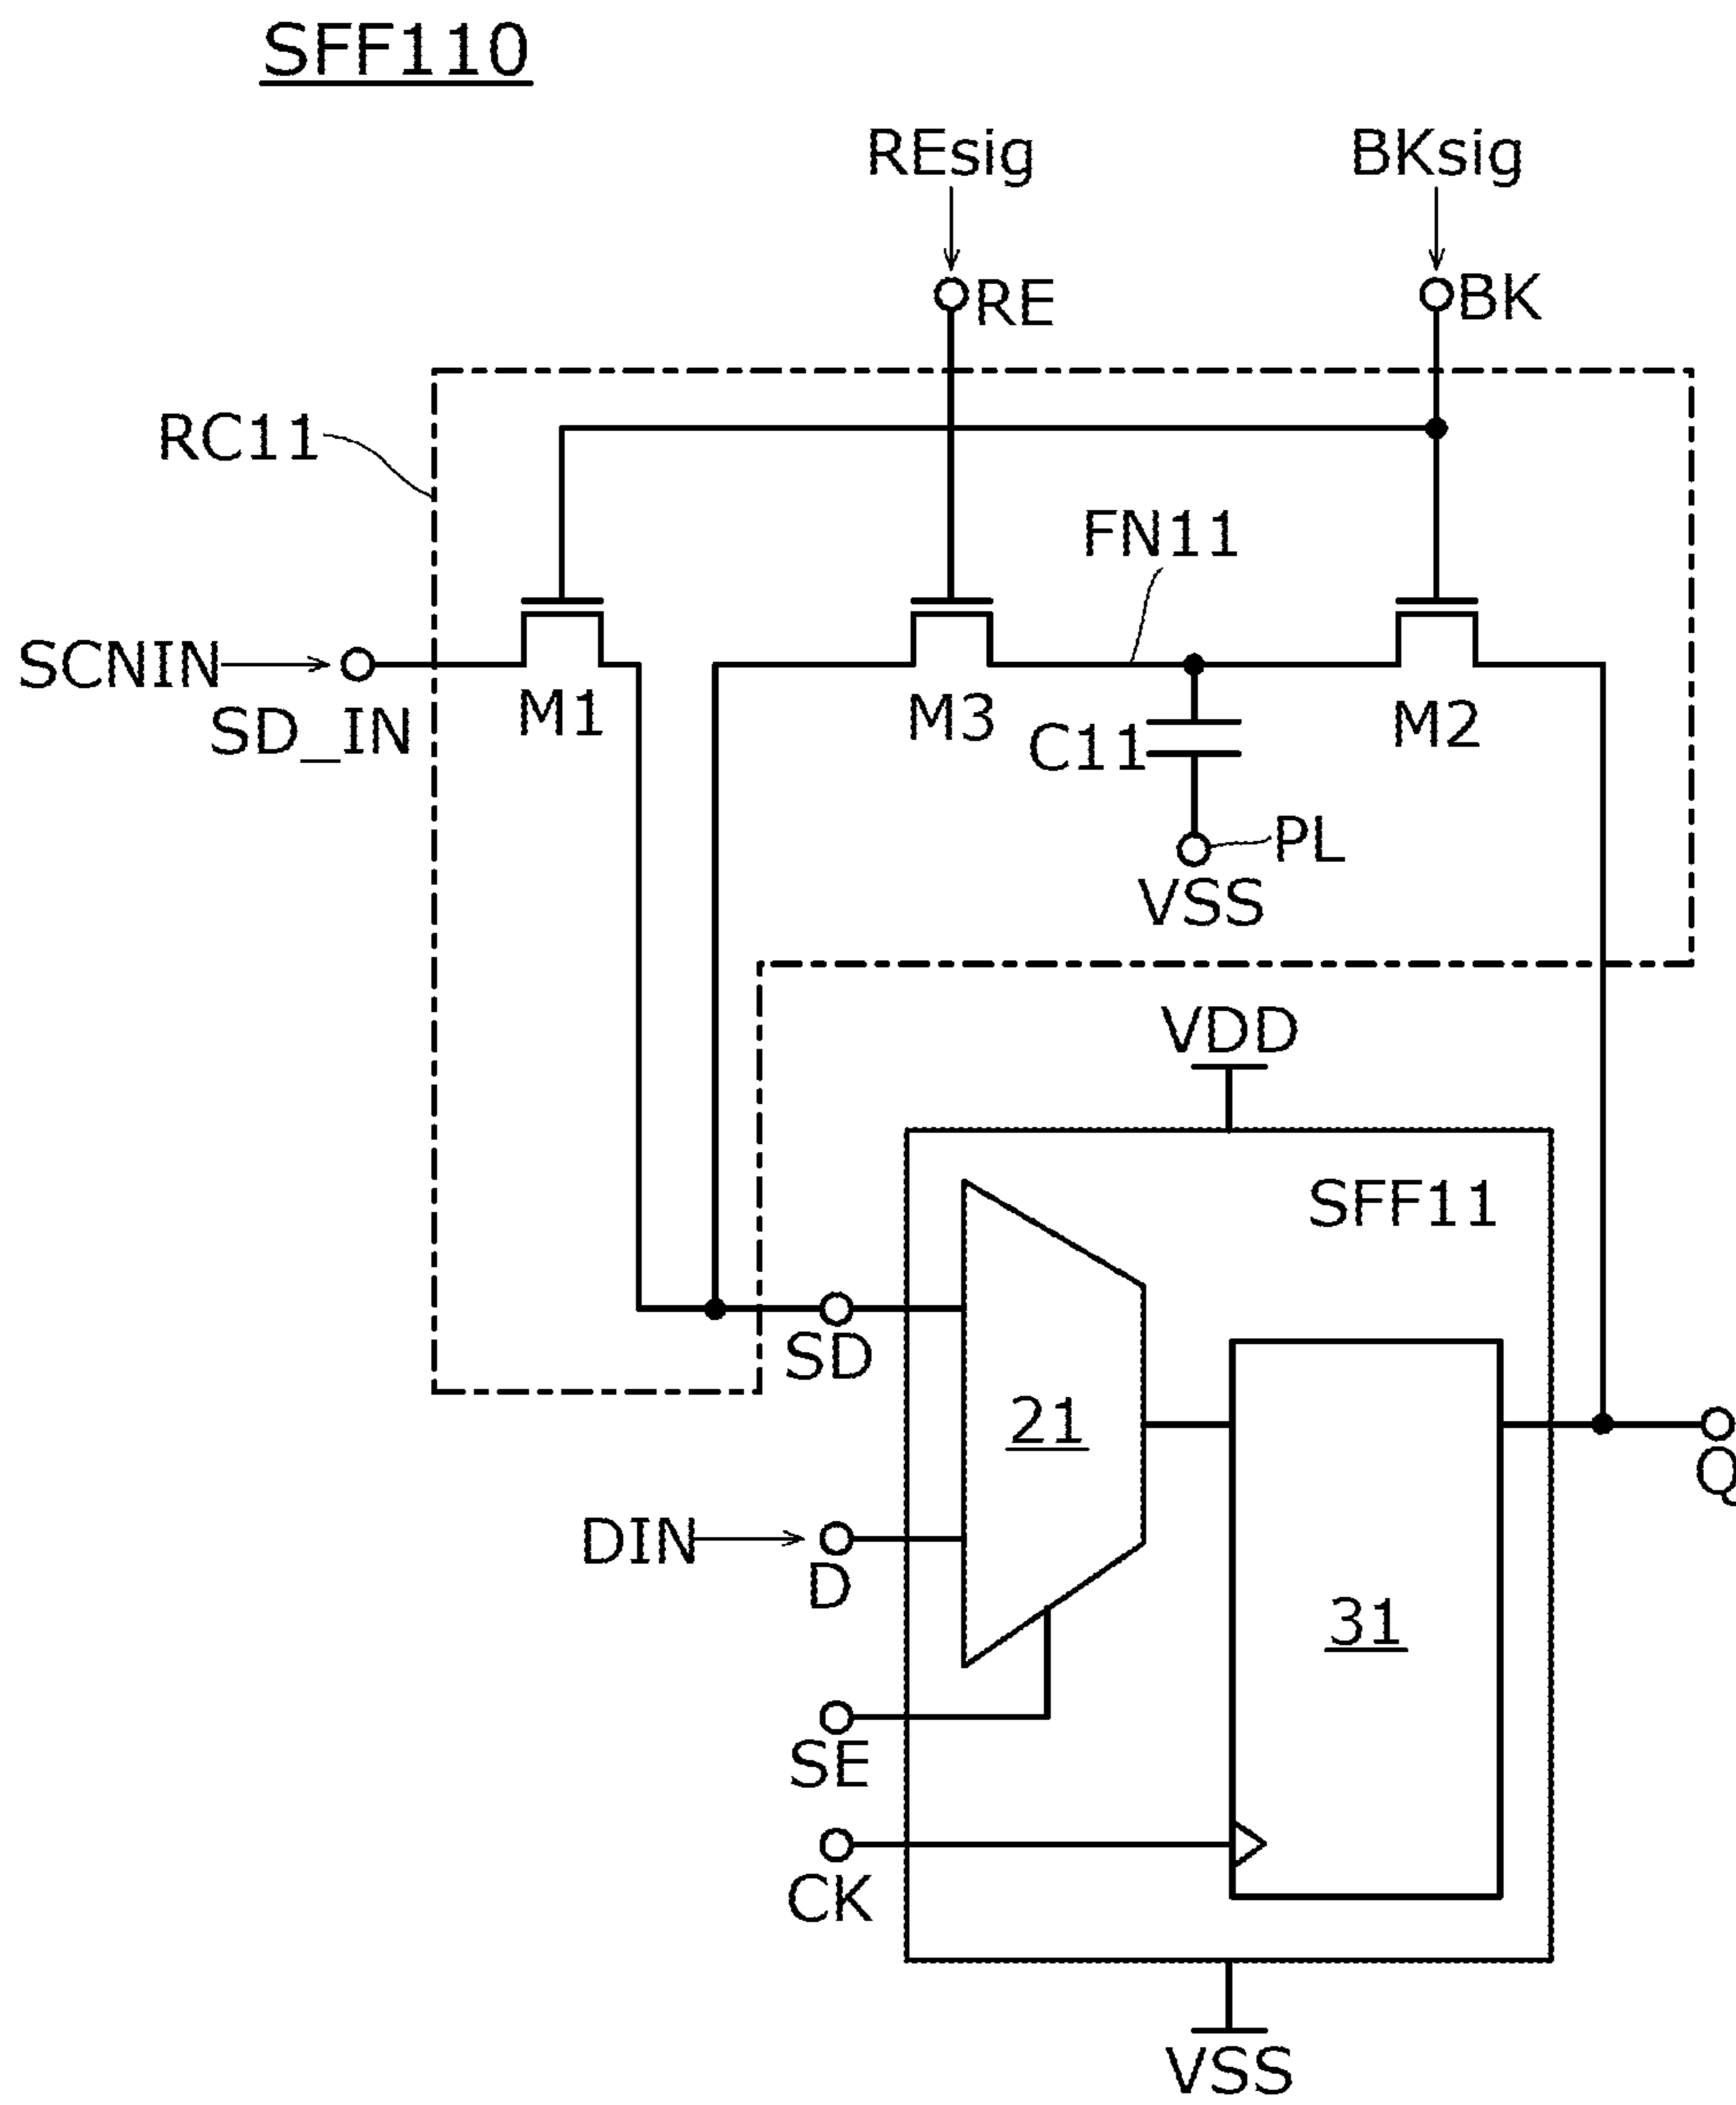 SFF110
REsig
BKsig
RE
BK
RC11
FN11
SCNIN
SD_IN
M1
M3
C11
M2
PL
VSS
VDD
SFF11
SD
21
Q
DIN
D
31
SE
CK
VSS